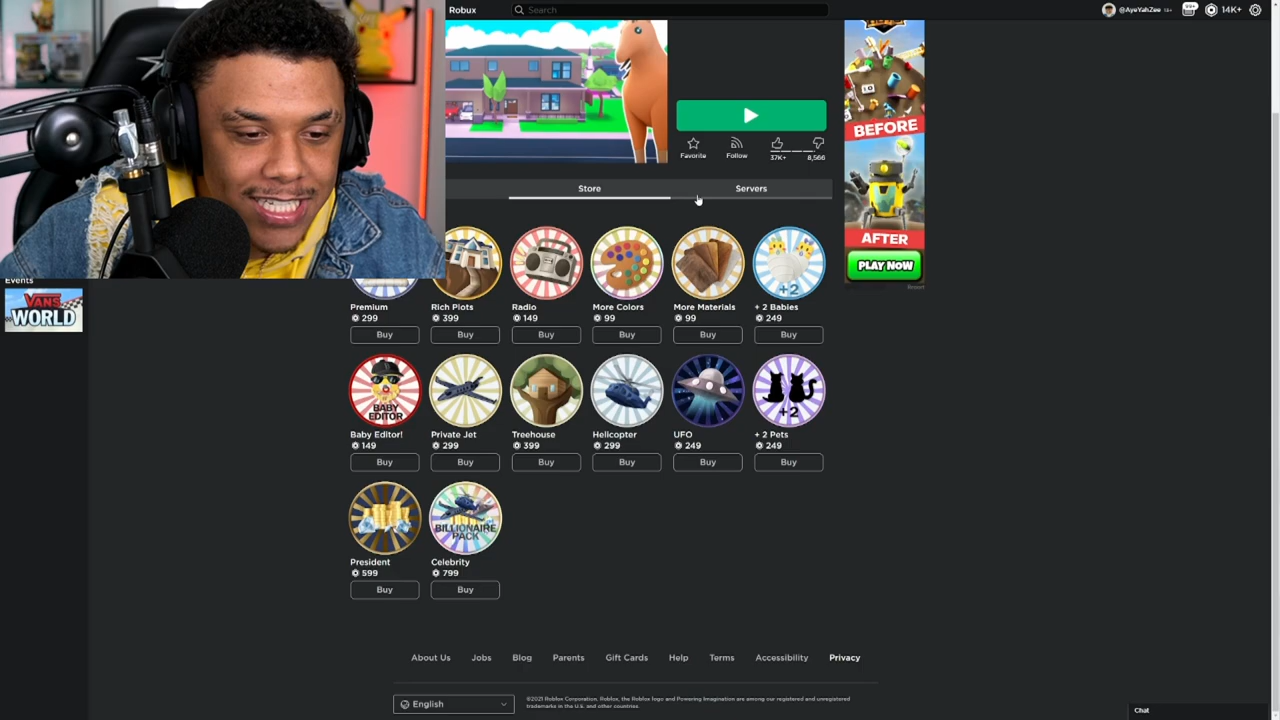 Robux
Search
@AyeYahZee 13+
99+
14K+
Favorite
Follow
37K+
8,566
BEFORE
AFTER
PLAY NOW
Report
Store
Servers
Events
VANS
WORLD
+2
Premium
Rich Plots
Radio
More Colors
More Materials
+ 2 Babies
299
399
149
99
99
249
Buy
Buy
Buy
Buy
Buy
Buy
BABY
EDITOR
+2
Baby Editor!
Private Jet
Treehouse
Helicopter
UFO
+ 2 Pets
149
299
399
299
249
249
Buy
Buy
Buy
Buy
Buy
Buy
BILLIONAIRE
PACK
President
Celebrity
599
799
Buy
Buy
About Us
Jobs
Blog
Parents
Gift Cards
Help
Terms
Accessibility
Privacy
English
©2021 Roblox Corporation. Roblox, the Roblox logo and Powering Imagination are among our registered and unregistered
trademarks in the U.S. and other countries.
Chat